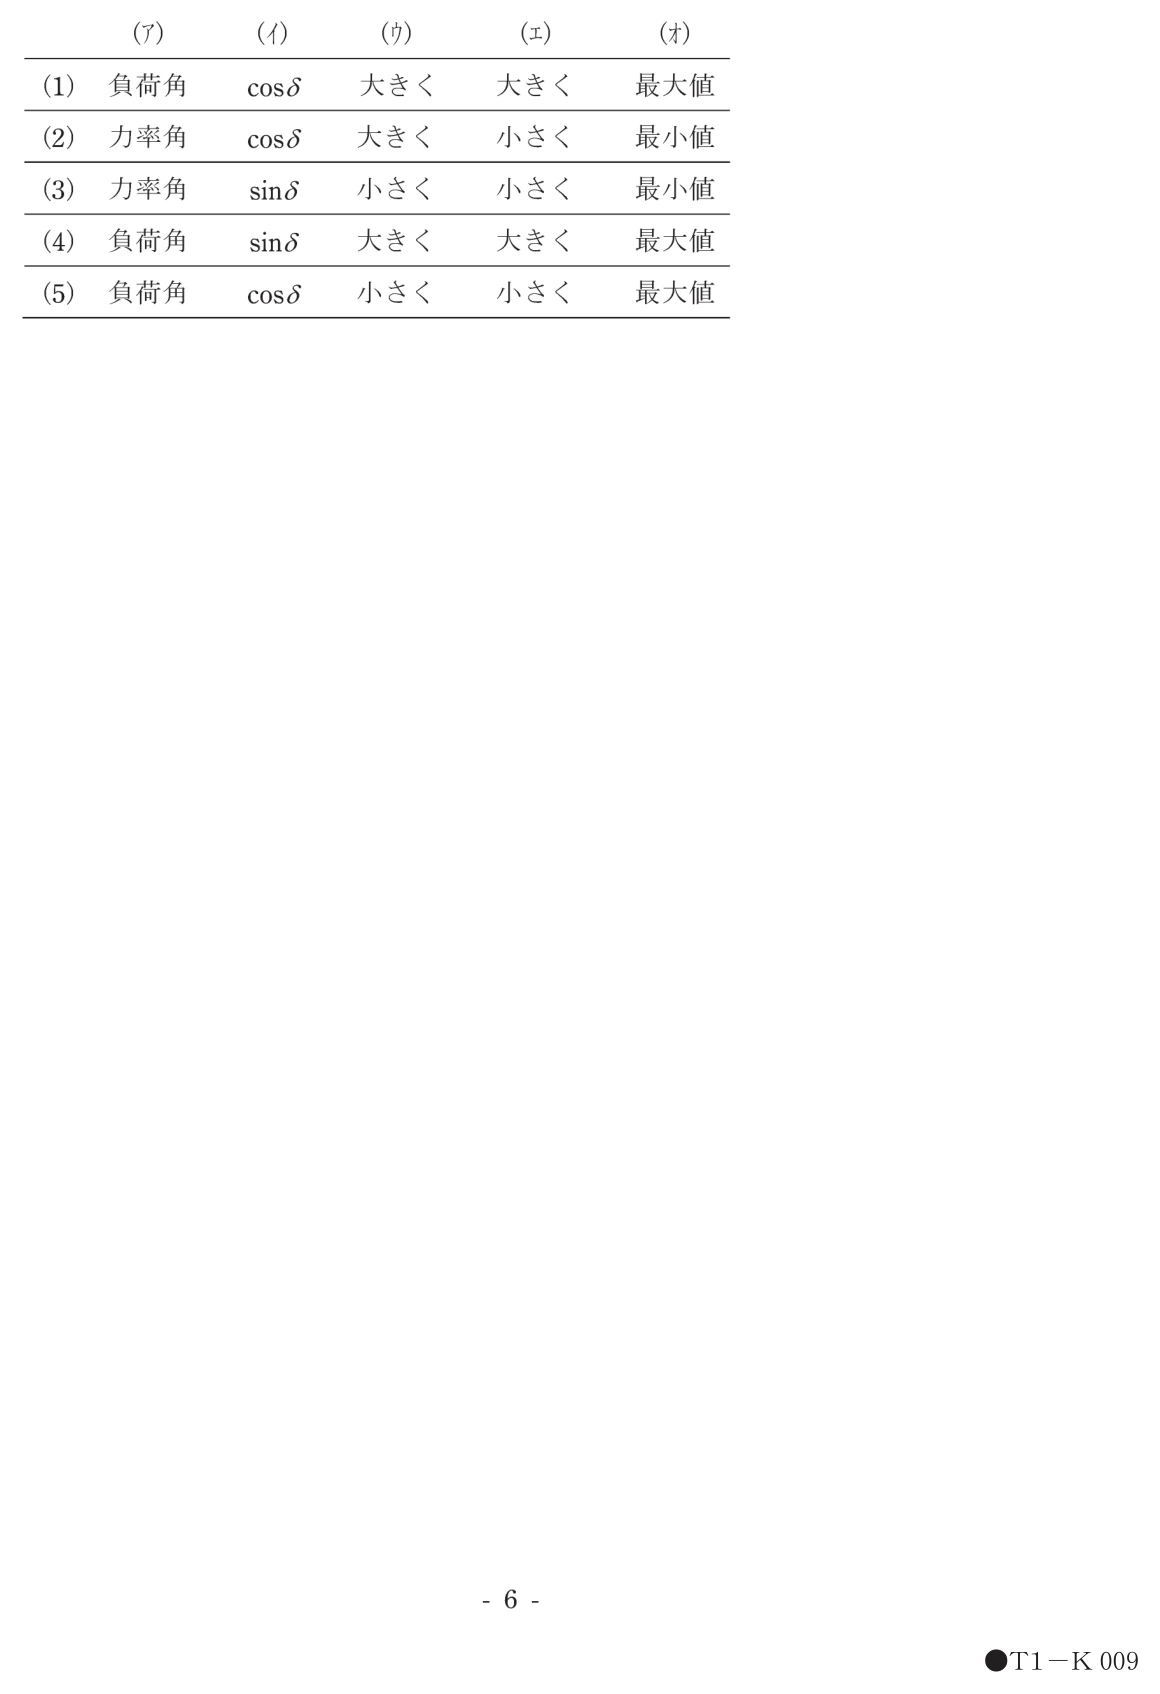 (ア) (イ) (ウ) (エ) (オ)
(1) 負荷角 cosδ 大きく 大きく 最大値
(2) 力率角 cosδ 大きく 小さく 最小値
(3) 力率角 sinδ 小さく 小さく 最小値
(4) 負荷角 sinδ 大きく 大きく 最大値
(5) 負荷角 cosδ 小さく 小さく 最大値
- 6 -
●T1－K 009